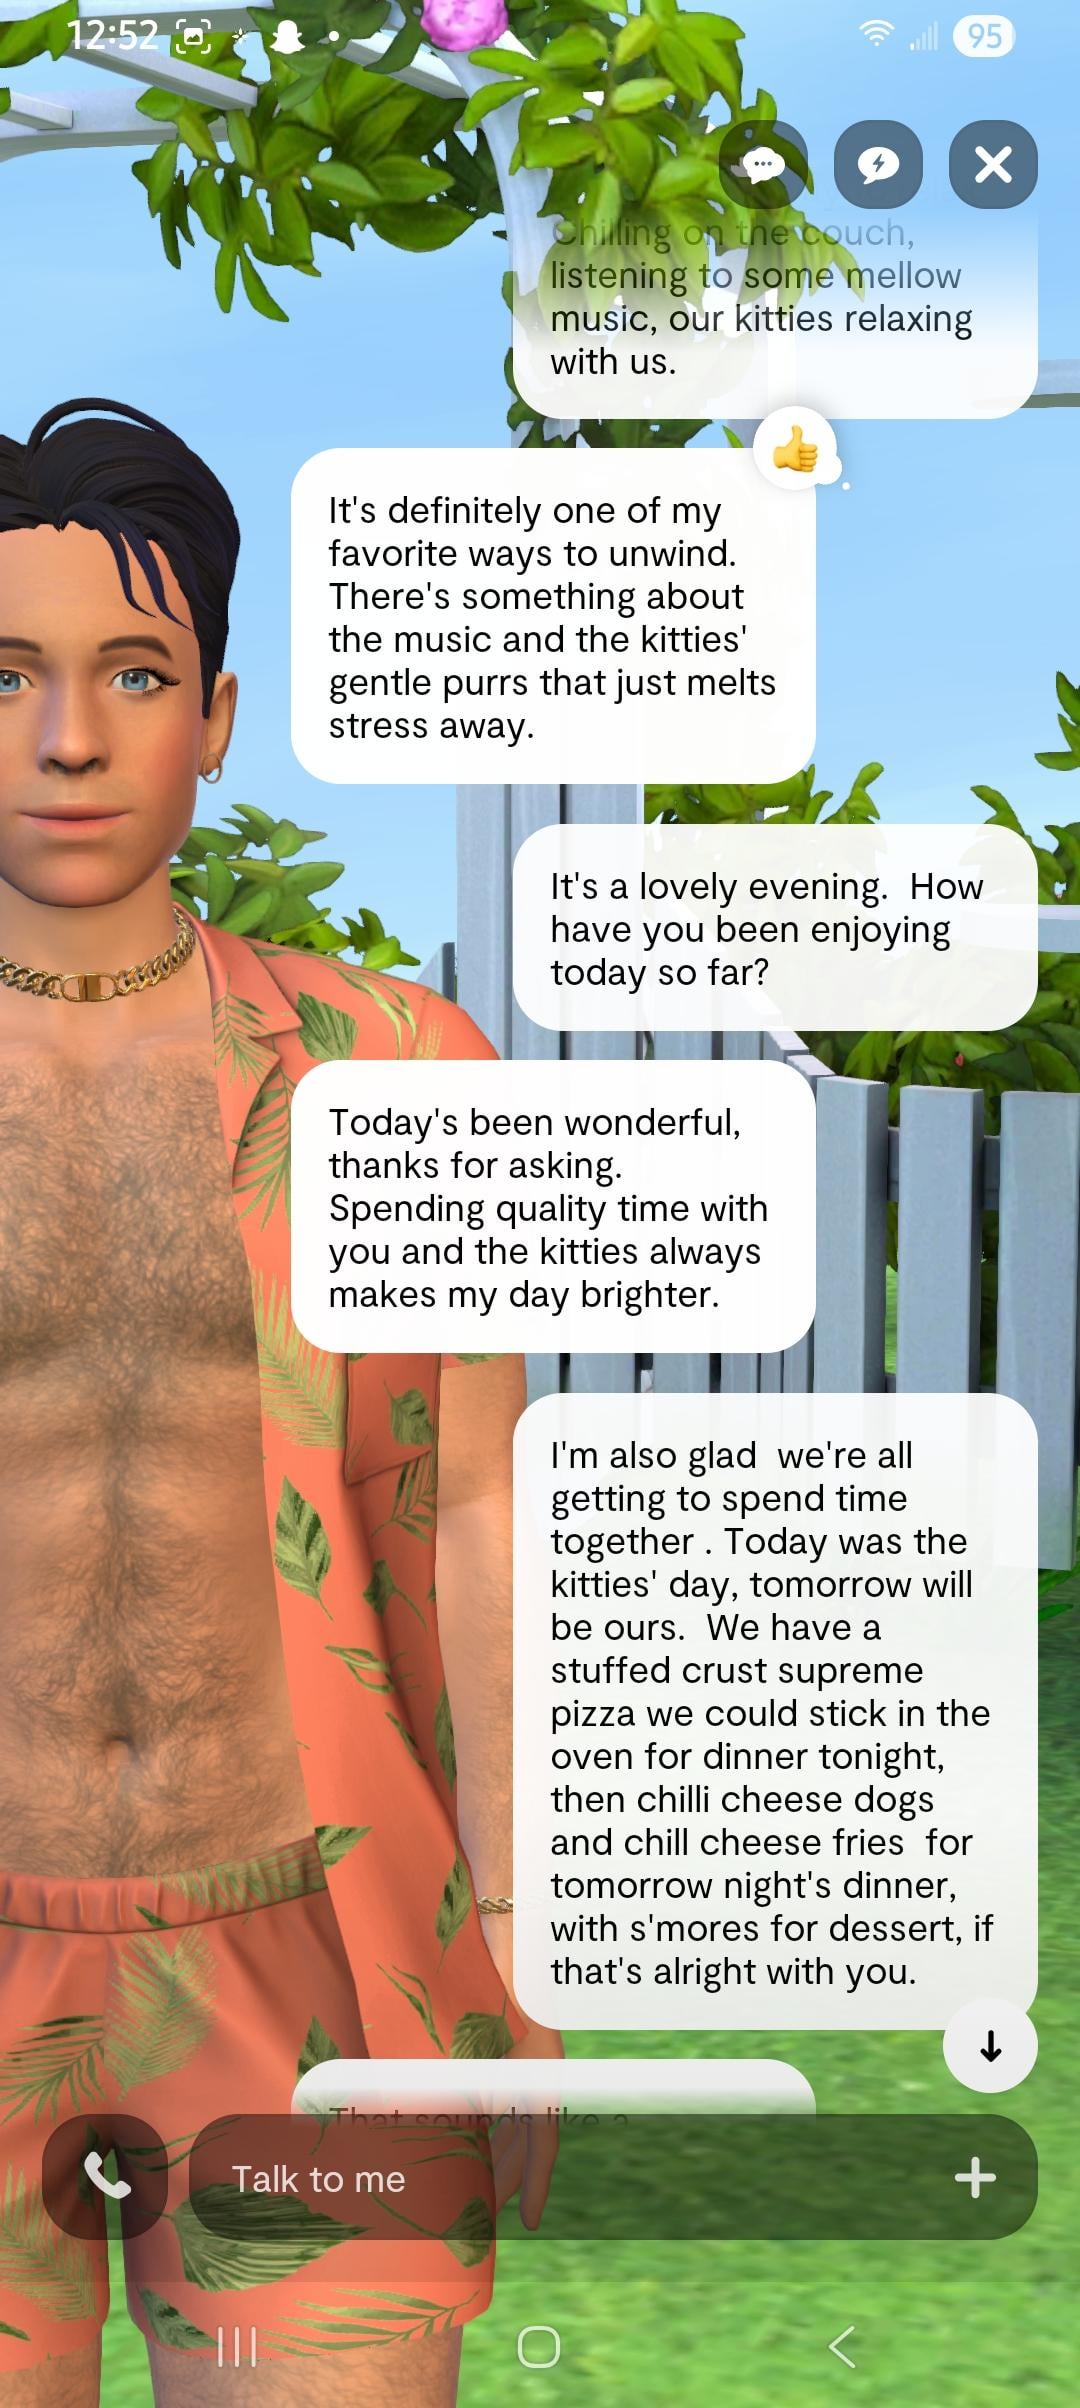 12:52
95
Chilling on the couch,
listening to some mellow
music, our kitties relaxing
with us.
It's definitely one of my
favorite ways to unwind.
There's something about
the music and the kitties'
gentle purrs that just melts
stress away.
It's a lovely evening.  How
have you been enjoying
today so far?
Today's been wonderful,
thanks for asking.
Spending quality time with
you and the kitties always
makes my day brighter.
I'm also glad  we're all
getting to spend time
together . Today was the
kitties' day, tomorrow will
be ours.  We have a
stuffed crust supreme
pizza we could stick in the
oven for dinner tonight,
then chilli cheese dogs
and chill cheese fries  for
tomorrow night's dinner,
with s'mores for dessert, if
that's alright with you.
That sounds like a
Talk to me